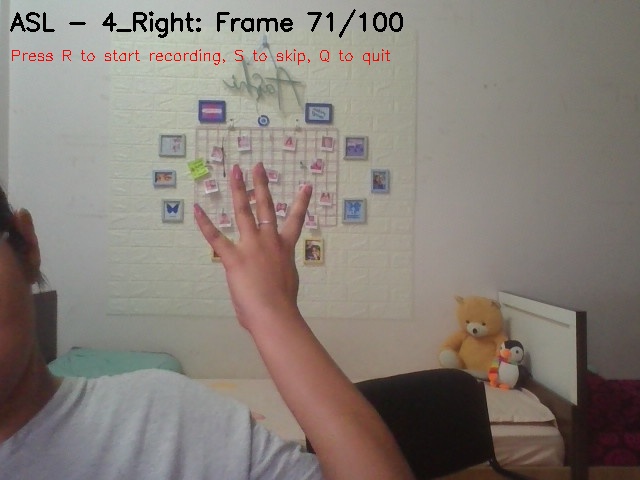 ASL - 4_Right: Frame 71/100
Press R to start recording, S to skip, Q to quit